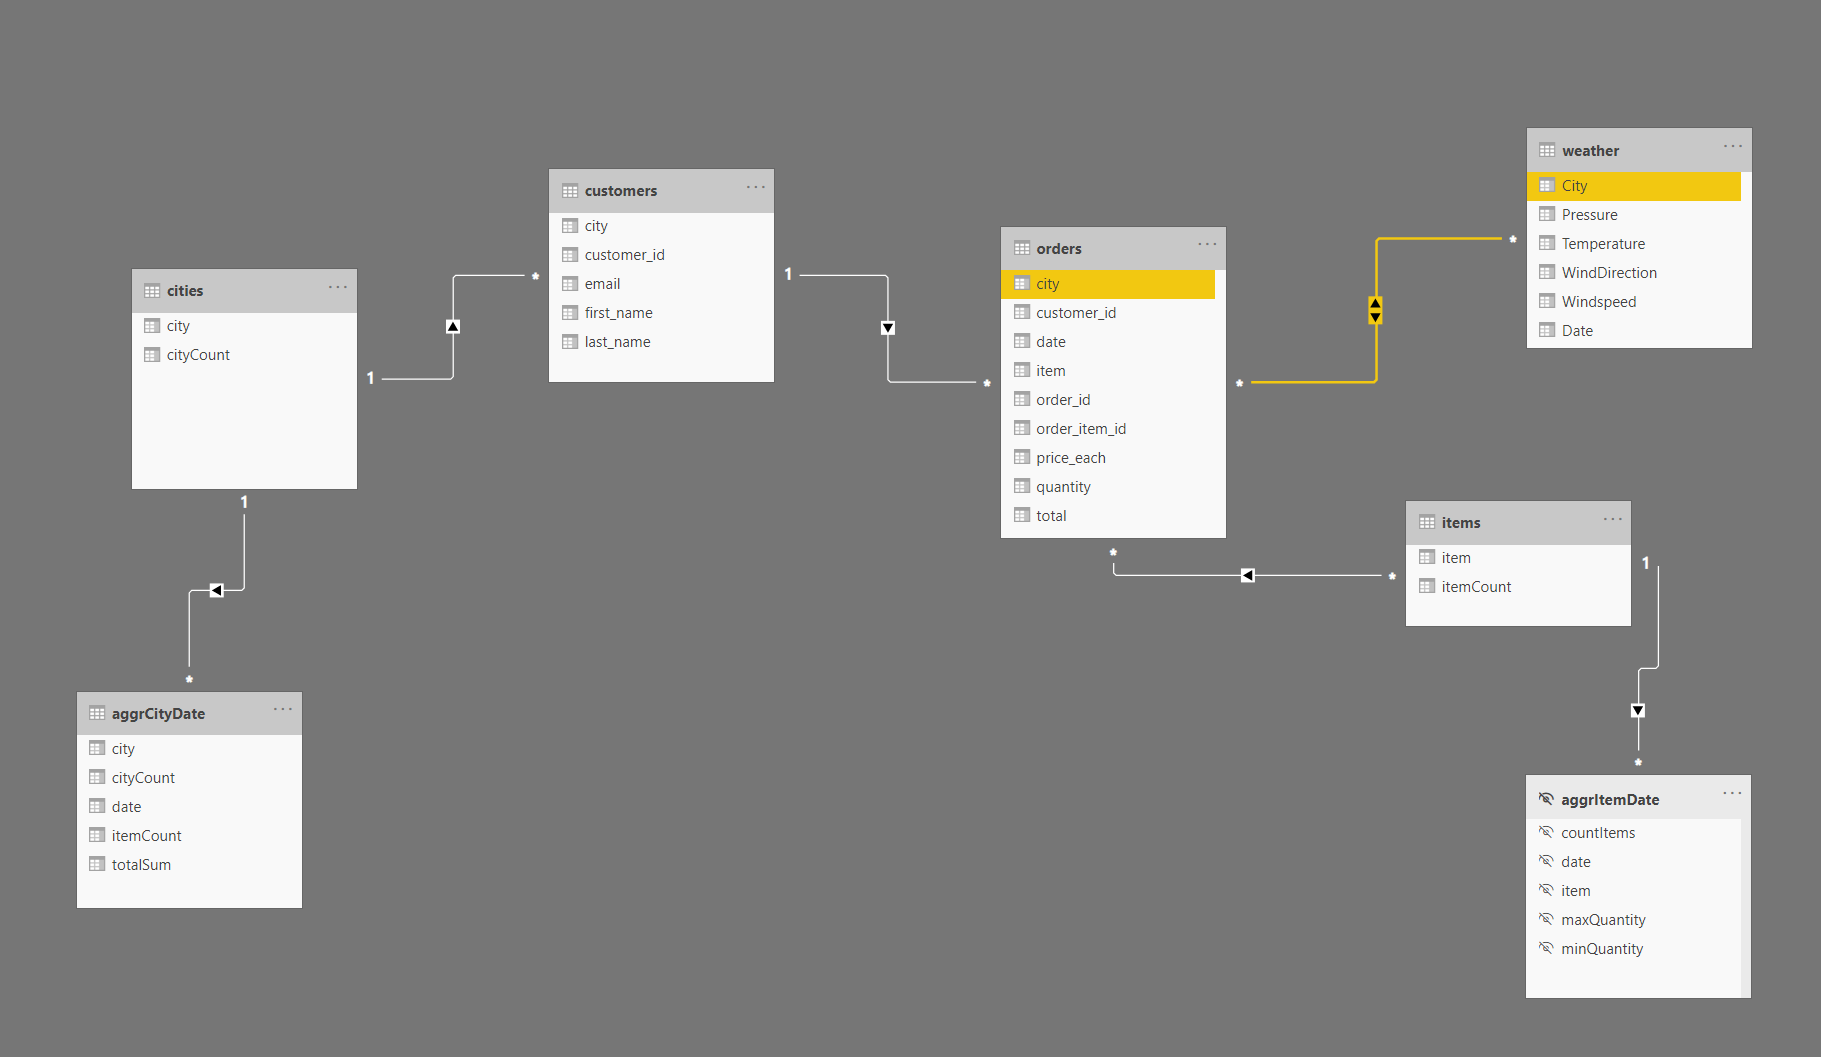 cities
city
cityCount
1
1
aggrCityDate
city
cityCount
date
itemCount
totalSum
*
customers
city
customer_id
email
first_name
last_name
*
1
orders
city
customer_id
date
item
order_id
order_item_id
price_each
quantity
total
*
*
*
weather
City
Pressure
Temperature
WindDirection
Windspeed
Date
*
items
item
itemCount
*
1
aggrItemDate
countItems
date
item
maxQuantity
minQuantity
*